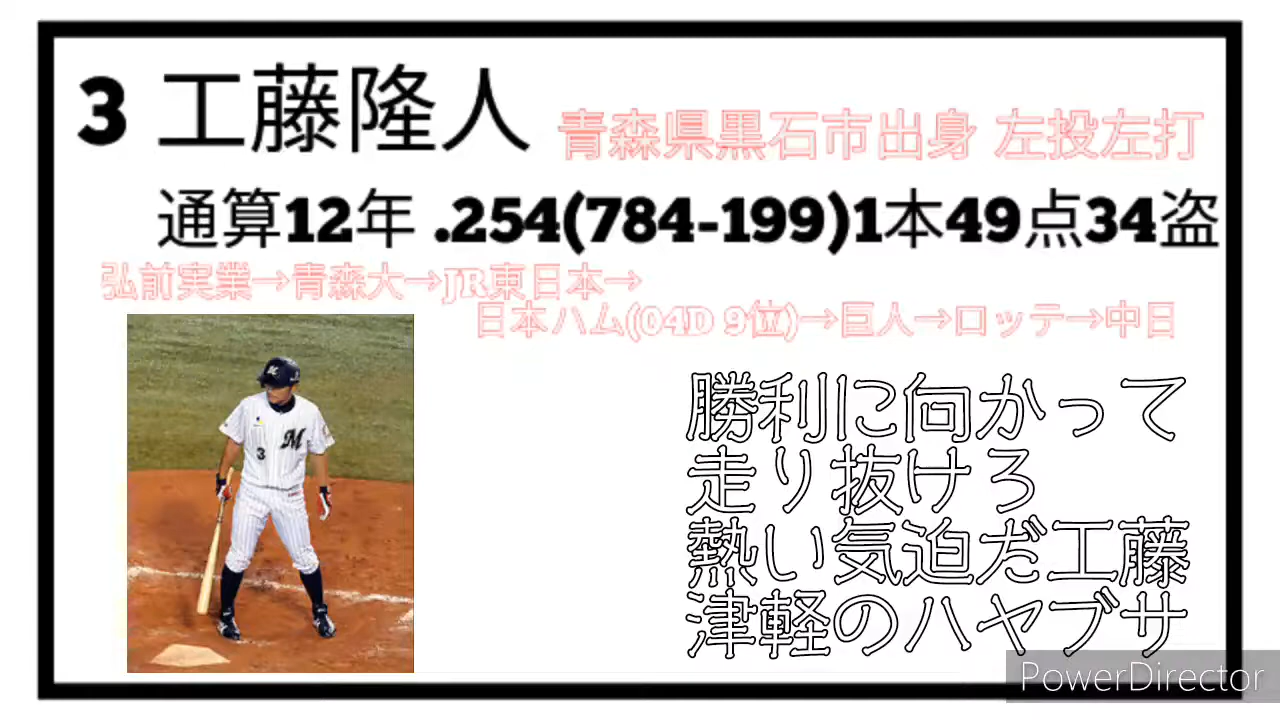 3 工藤隆人 青森県黒石市出身 左投左打
通算12年 .254(784-199)1本49点34盗
弘前実業→青森大→JR東日本→
日本ハム(04D 9位)→巨人→ロッテ→中日
M
3
勝利に向かって
走り抜けろ
熱い気迫だ工藤
津軽のハヤブサ
PowerDirector